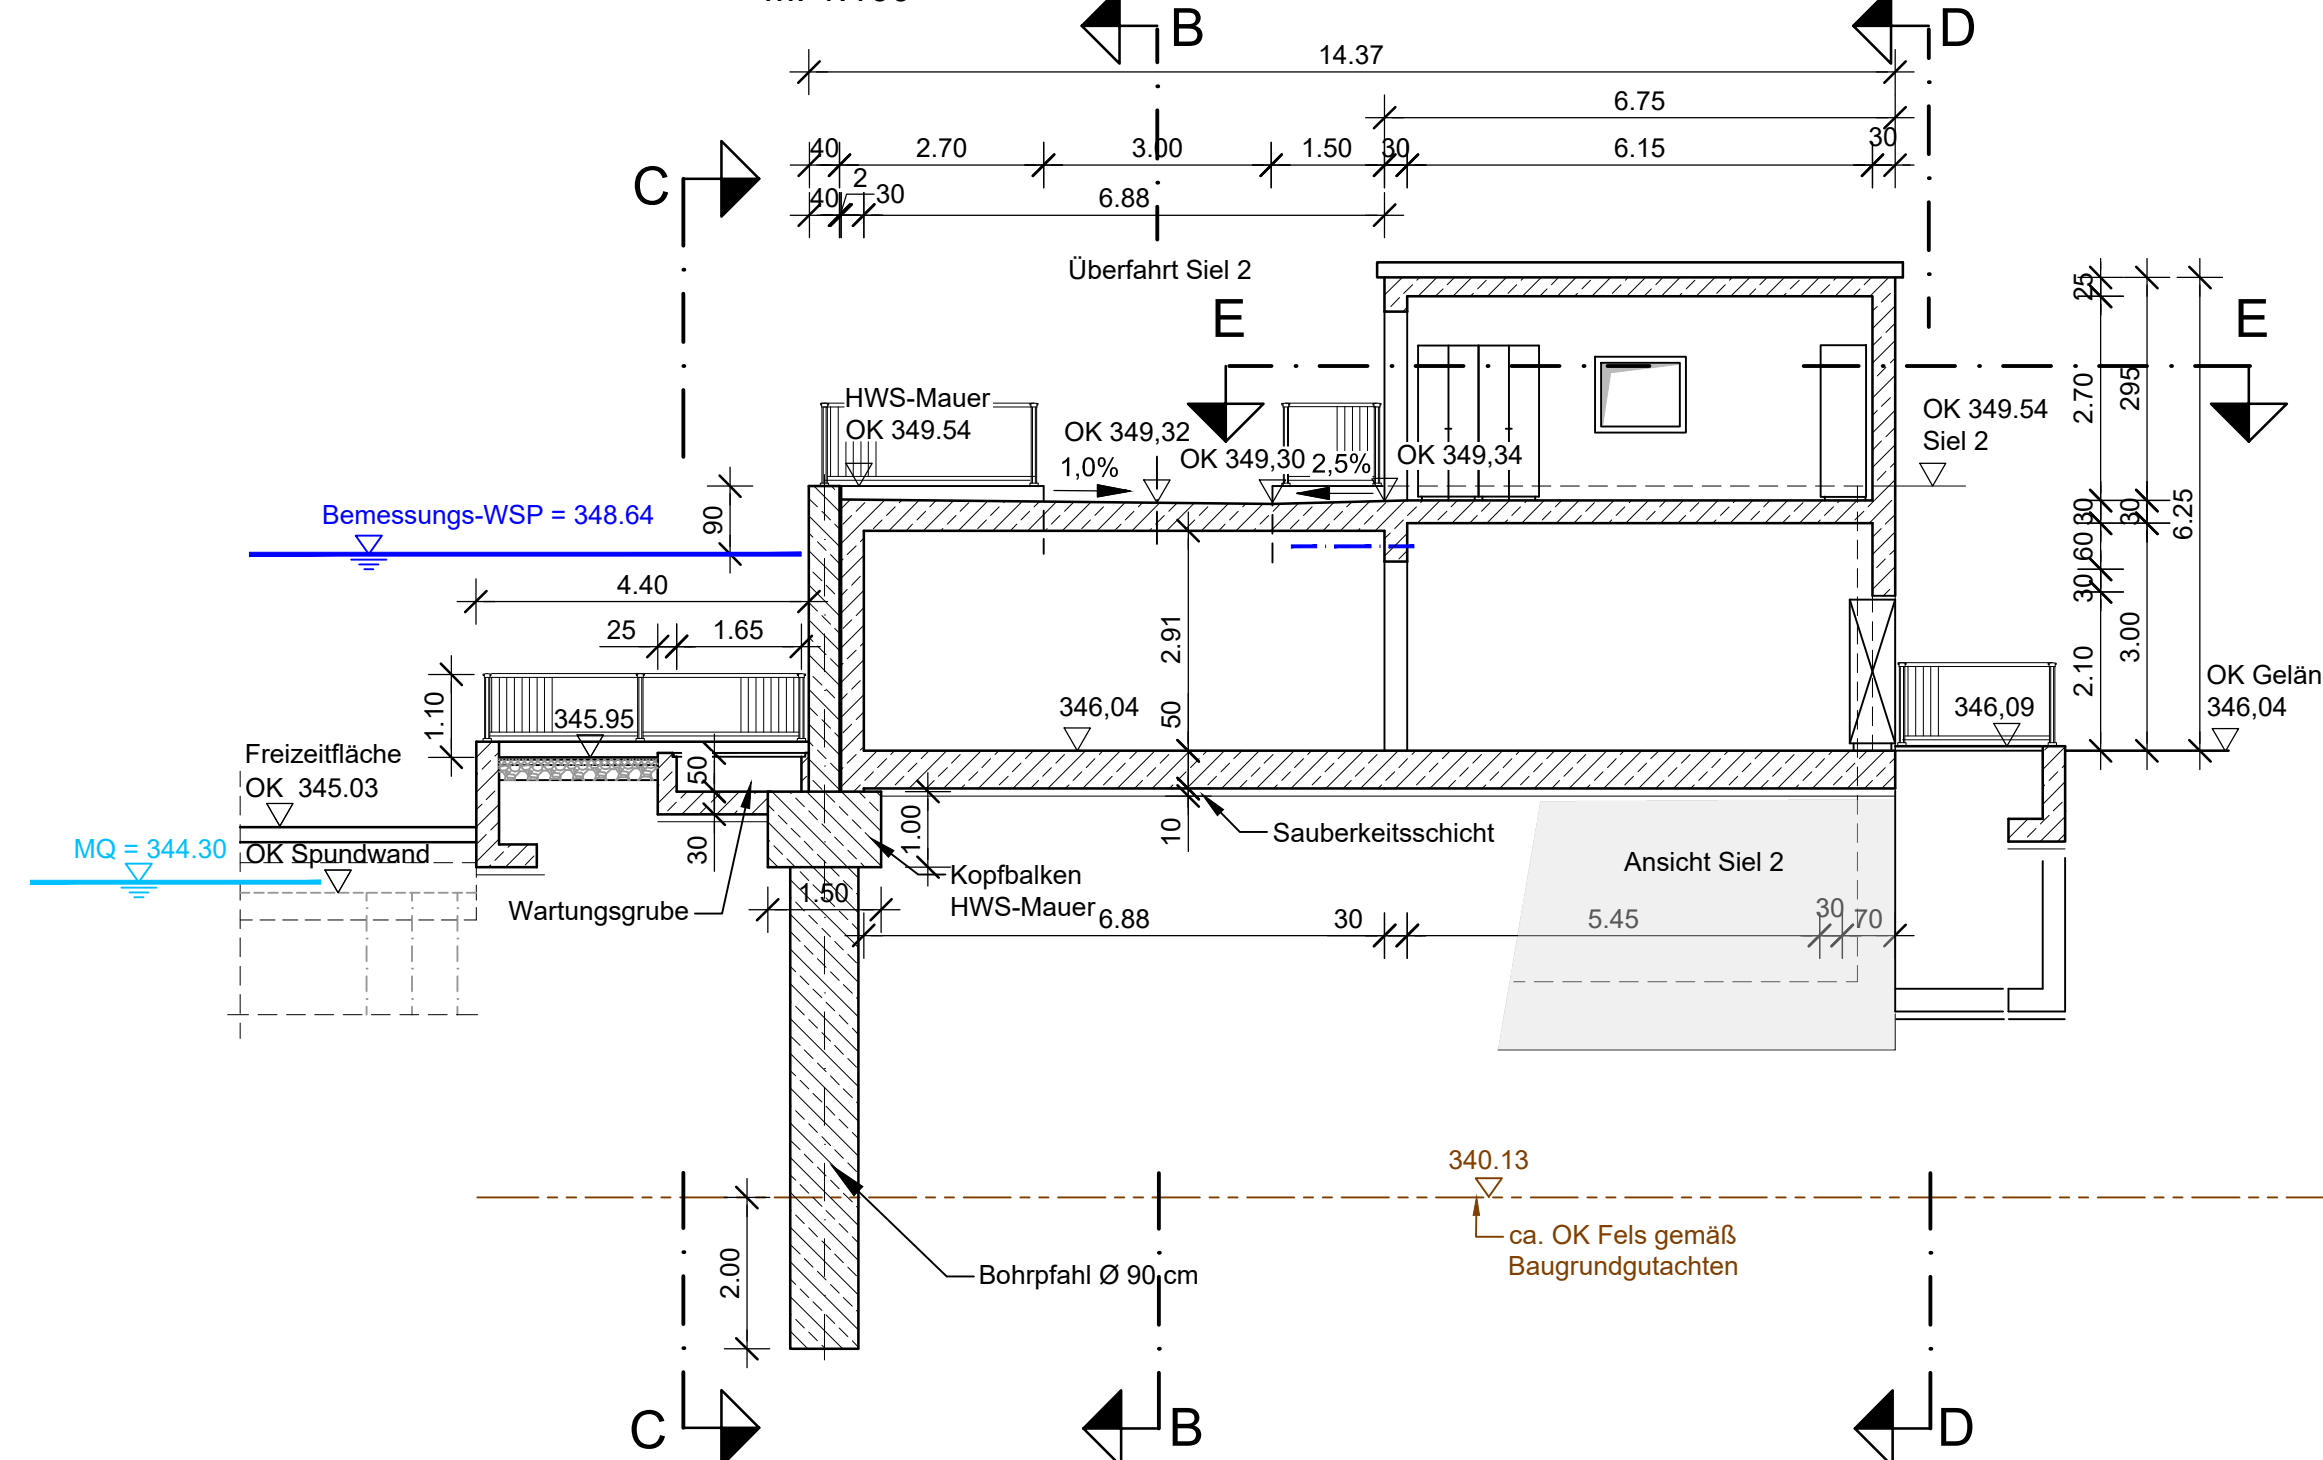 B
D
14.37
6.75
40
2.70
3.00
1.50
30
6.15
30
C
40
2
30
6.88
Überfahrt Siel 2
E
E
25
2.70
295
HWS-Mauer
OK 349.54
OK 349,32
1,0%
OK 349,30
2,5%
OK 349,34
OK 349.54
Siel 2
90
Bemessungs-WSP = 348.64
30
30
6.25
60
30
4.40
25
1.65
2.91
2.10
3.00
1.10
345.95
346,04
50
346,09
OK Gelän
346,04
Freizeitfläche
OK 345.03
50
MQ = 344.30
OK Spundwand
30
1.00
10
Sauberkeitsschicht
Ansicht Siel 2
Kopfbalken
HWS-Mauer
Wartungsgrube
1.50
6.88
30
5.45
30
70
340.13
ca. OK Fels gemäß
Baugrundgutachten
2.00
Bohrpfahl Ø 90 cm
C
B
D